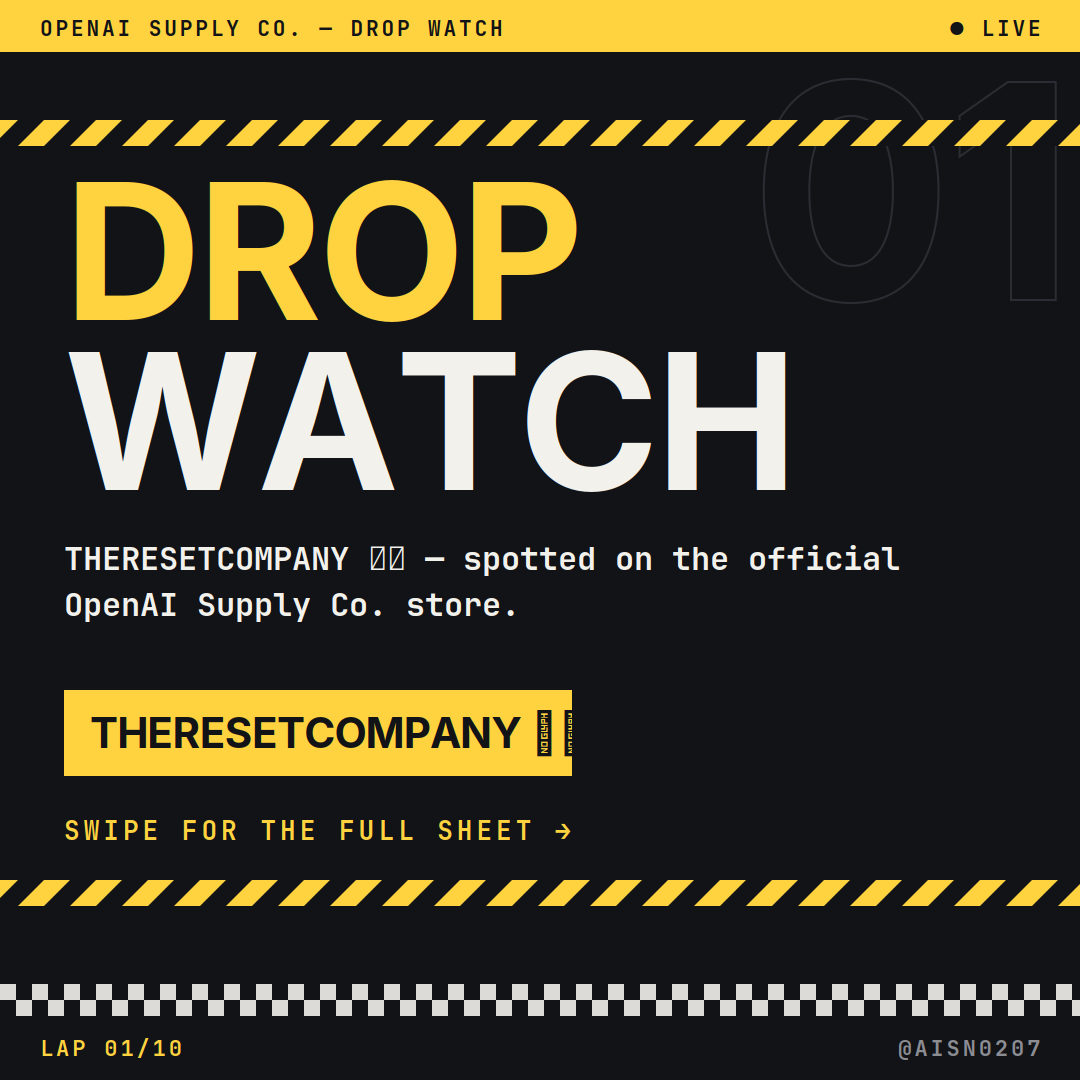 OPENAI SUPPLY CO. — DROP WATCH
● LIVE
01
DROP
WATCH
THERESETCOMPANY — spotted on the official
OpenAI Supply Co. store.
THERESETCOMPANY
SWIPE FOR THE FULL SHEET →
LAP 01/10
@AISN0207